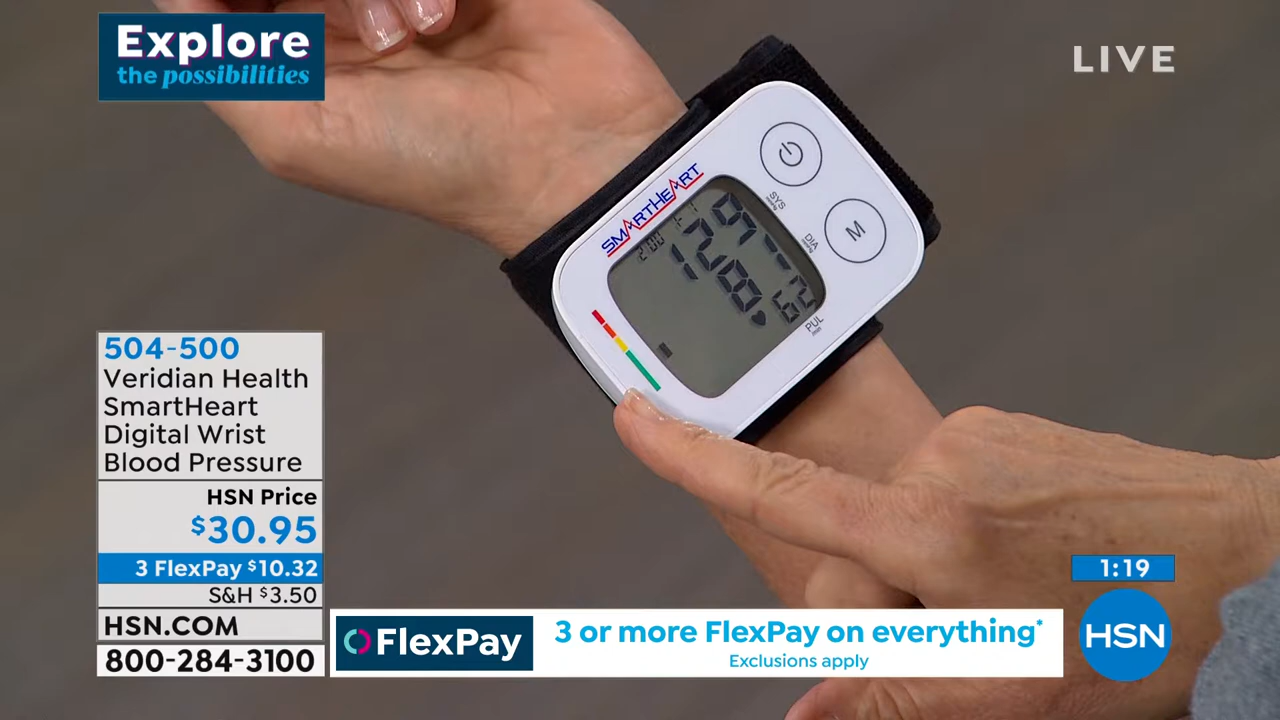 Explore
the possibilities
LIVE
SMARTHEART
SYS
DIA
PUL
M
62
504-500
Veridian Health
SmartHeart
Digital Wrist
Blood Pressure
HSN Price
$30.95
3 FlexPay $10.32
S&H $3.50
HSN.COM
800-284-3100
FlexPay
3 or more FlexPay on everything*
Exclusions apply
1:19
HSN